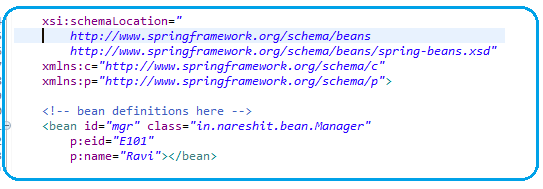 xsi:schemaLocation="
http://www.springframework.org/schema/beans
http://www.springframework.org/schema/beans/spring-beans.xsd"
xmlns:c="http://www.springframework.org/schema/c"
xmlns:p="http://www.springframework.org/schema/p">
<!-- bean definitions here -->
<bean id="mgr" class="in.nareshit.bean.Manager"
p:eid="E101"
p:name="Ravi"></bean>